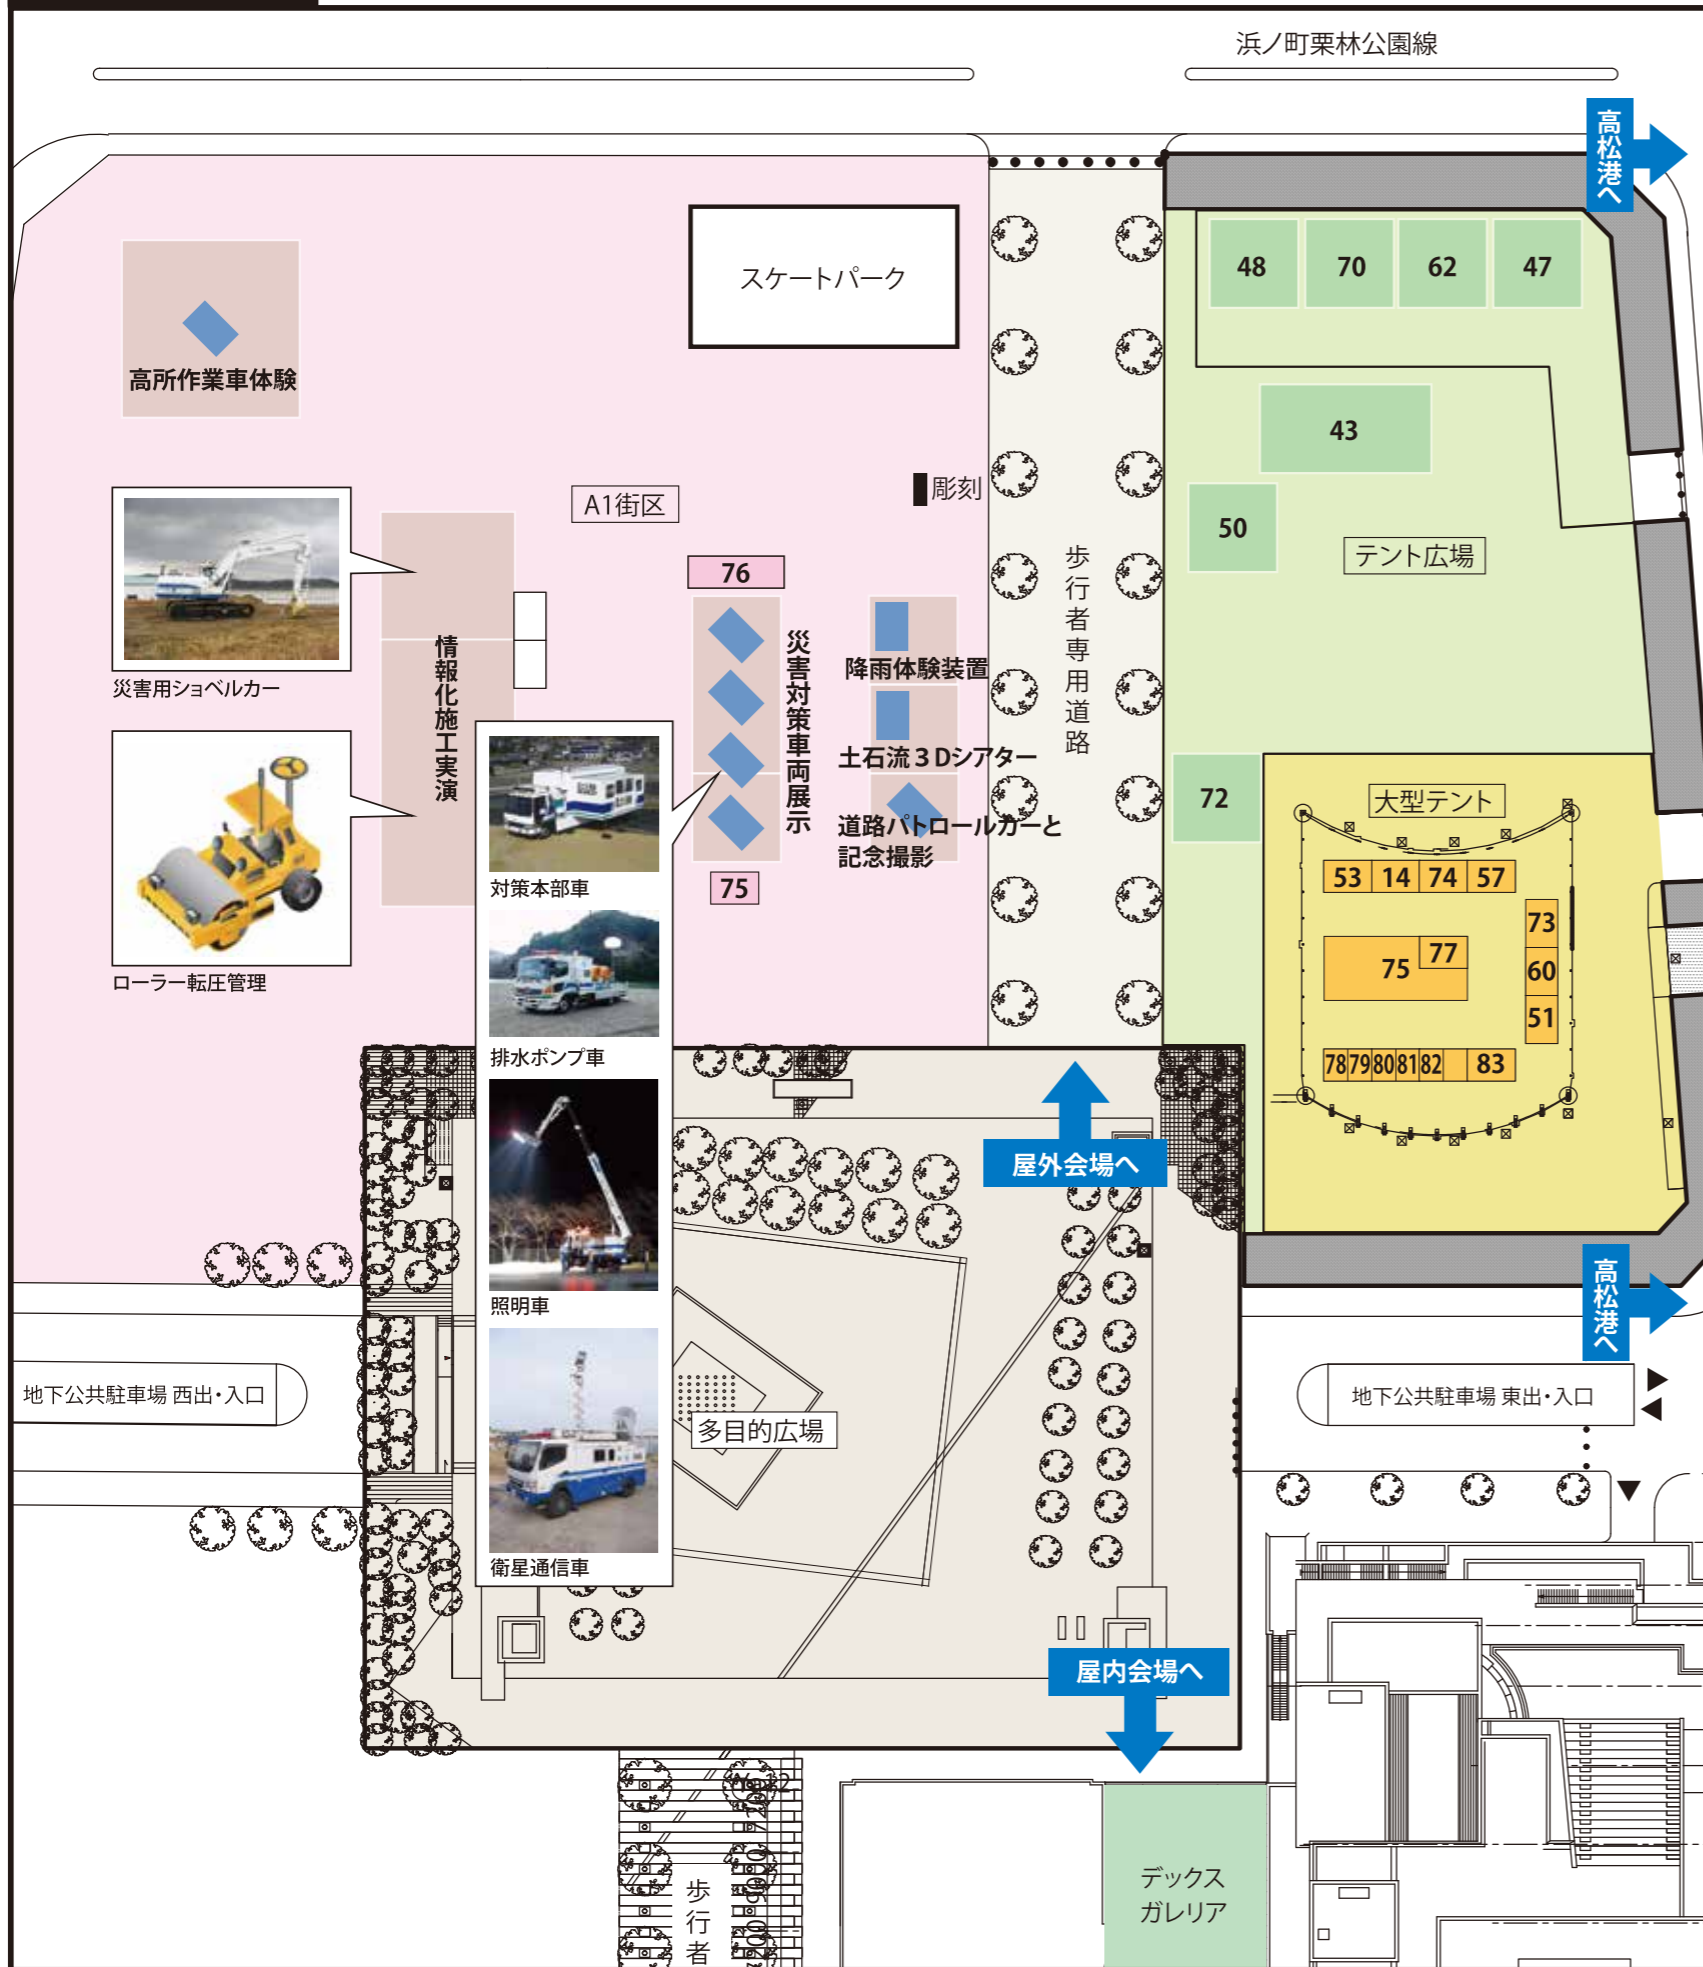 浜ノ町栗林公園線
高松港へ
スケートパーク
48
70
62
47
高所作業車体験
43
A1街区
彫刻
50
テント広場
76
歩行者専用道路
災害用ショベルカー
情報化施工実演
災害対策車両展示
降雨体験装置
土石流3Dシアター
道路パトロールカーと
記念撮影
72
大型テント
対策本部車
75
53
14
74
57
73
75
77
60
51
ローラー転圧管理
排水ポンプ車
78
79
80
81
82
83
屋外会場へ
照明車
高松港へ
地下公共駐車場 西出・入口
多目的広場
地下公共駐車場 東出・入口
衛星通信車
屋内会場へ
デックス
ガレリア
歩行者